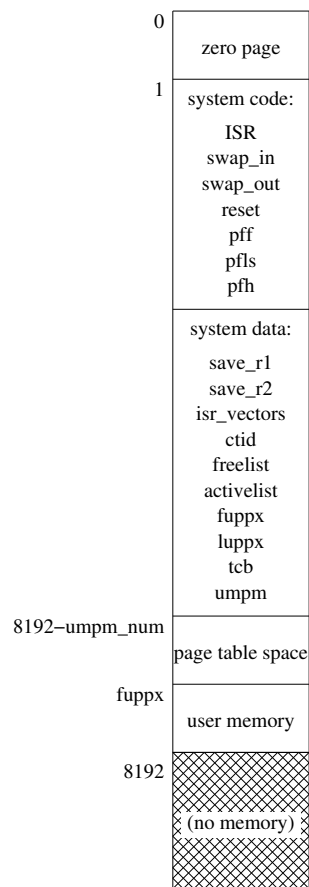 0
zero page
1
system code:
ISR
swap_in
swap_out
reset
pff
pfls
pfh
system data:
save_r1
save_r2
isr_vectors
ctid
freelist
activelist
fuppx
luppx
tcb
umpm
8192−umpm_num
page table space
fuppx
user memory
8192
(no memory)